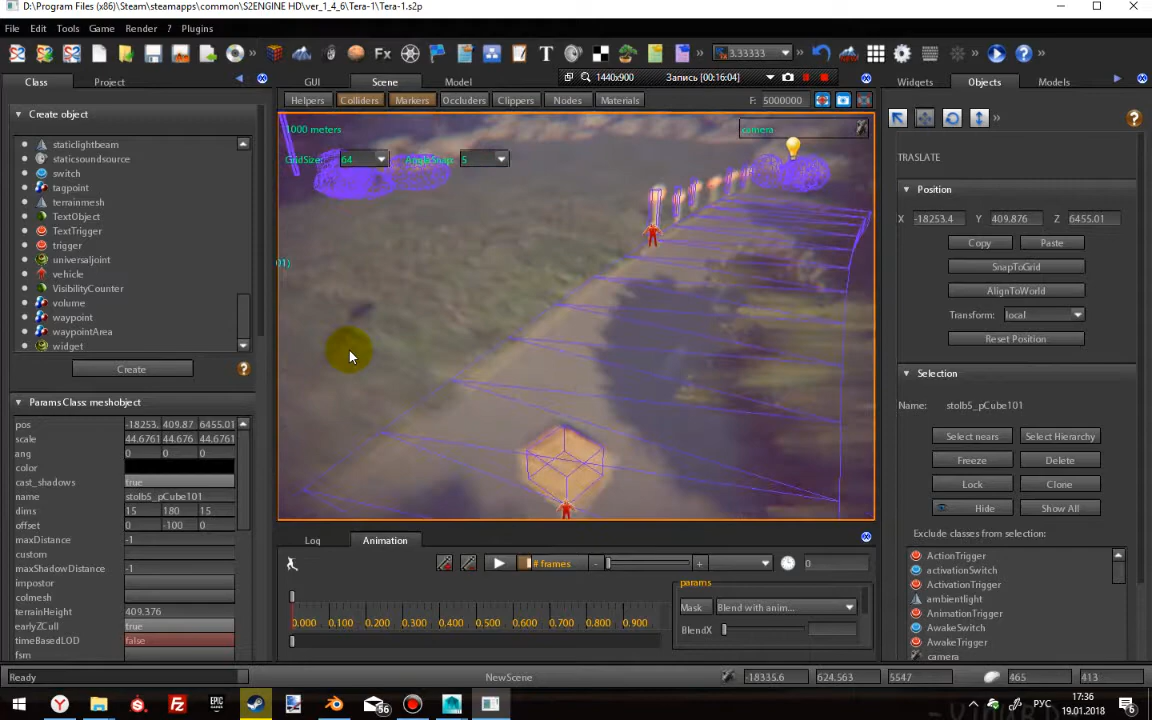 D:\Program Files (x86)\Steam\steamapps\common\S2ENGINE HD\ver_1_4_6\Tera-1\Tera-1.s2p
File Edit Tools Game Render ? Plugins
Fx T 3.33333
Class Project
GUI Scene Model
1440x900 Запись [00:16:04]
Widgets Objects Models
Helpers Colliders Markers Occluders Clippers Nodes Materials F: 5000000
Create object
staticlightbeam
staticsoundsource
switch
tagpoint
terrainmesh
TextObject
TextTrigger
trigger
universaljoint
vehicle
VisibilityCounter
volume
waypoint
waypointArea
widget
Create
Params Class: meshobject
pos -18253. 409.87 6455.01
scale 44.6761 44.676 44.6761
ang 0 0 0
color
cast_shadows true
name stolb5_pCube101
dims 15 180 15
offset 0 -100 0
maxDistance -1
custom
maxShadowDistance -1
impostor
colmesh
terrainHeight 409.376
earlyZCull true
timeBasedLOD false
fsm
1000 meters
camera
GridSize 64 AngleSnap 5
01)
Log Animation
# frames - + 0
0.000 0.100 0.200 0.300 0.400 0.500 0.600 0.700 0.800 0.900
params
Mask Blend with anim...
BlendX
TRANSLATE
Position
X -18253.4 Y 409.876 Z 6455.01
Copy Paste
SnapToGrid
AlignToWorld
Transform: local
Reset Position
Selection
Name: stolb5_pCube101
Select nears Select Hierarchy
Freeze Delete
Lock Clone
Hide Show All
Exclude classes from selection:
ActionTrigger
activationSwitch
ActivationTrigger
ambientlight
AnimationTrigger
AwakeSwitch
AwakeTrigger
camera
Ready NewScene -18335.6 624.563 5547 465 413
EPIC 56 РУС 17:36
19.01.2018 6